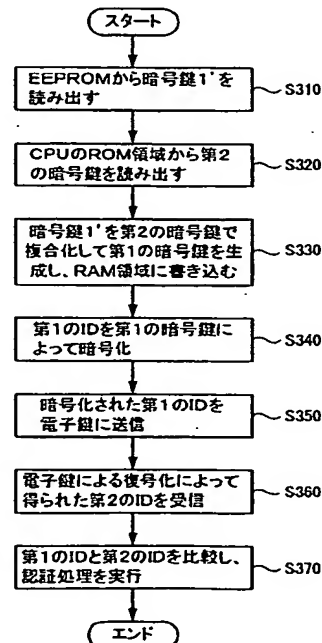 スタート
EEPROMから暗号鍵1'を
読み出す
S310
CPUのROM領域から第2
の暗号鍵を読み出す
S320
暗号鍵1'を第2の暗号鍵で
複合化して第1の暗号鍵を生
成し、RAM領域に書き込む
S330
第1のIDを第1の暗号鍵に
よって暗号化
S340
暗号化された第1のIDを
電子鍵に送信
S350
電子鍵による復号化によって
得られた第2のIDを受信
S360
第1のIDと第2のIDを比較し、
認証処理を実行
S370
エンド